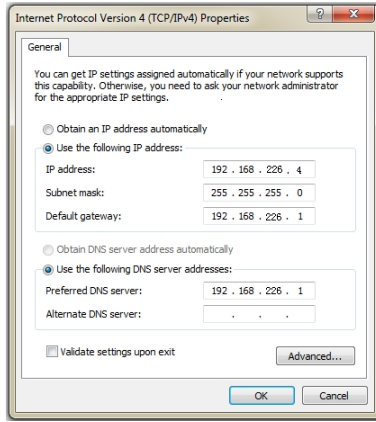 Internet Protocol Version 4 (TCP/IPv4) Properties
General
You can get IP settings assigned automatically if your network supports
this capability. Otherwise, you need to ask your network administrator
for the appropriate IP settings.
Obtain an IP address automatically
Use the following IP address:
IP address: 192 . 168 . 226 . 4
Subnet mask: 255 . 255 . 255 . 0
Default gateway: 192 . 168 . 226 . 1
Obtain DNS server address automatically
Use the following DNS server addresses:
Preferred DNS server: 192 . 168 . 226 . 1
Alternate DNS server: . . .
Validate settings upon exit
Advanced...
OK Cancel